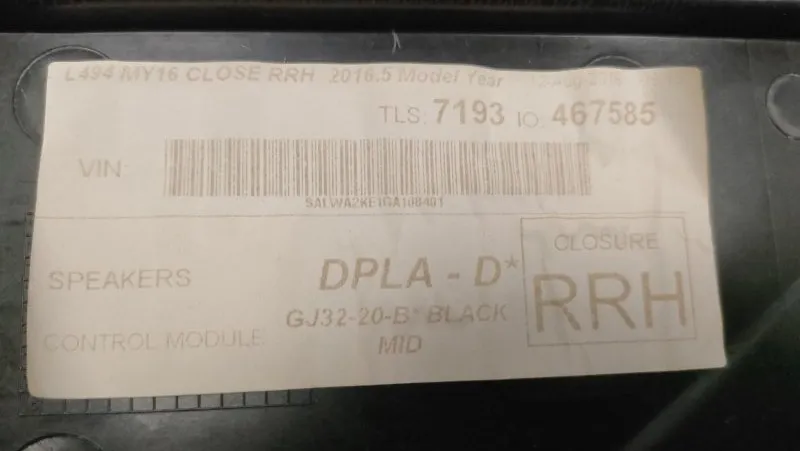 L494 MY16 CLOSE RRH 2016.5 Model Year
TLS: 7193 IO: 467585
VIN:
SALWA2KE1GA108401
SPEAKERS DPLA - D*
CLOSURE
RRH
CONTROL MODULE GJ32-20-B* BLACK
MID